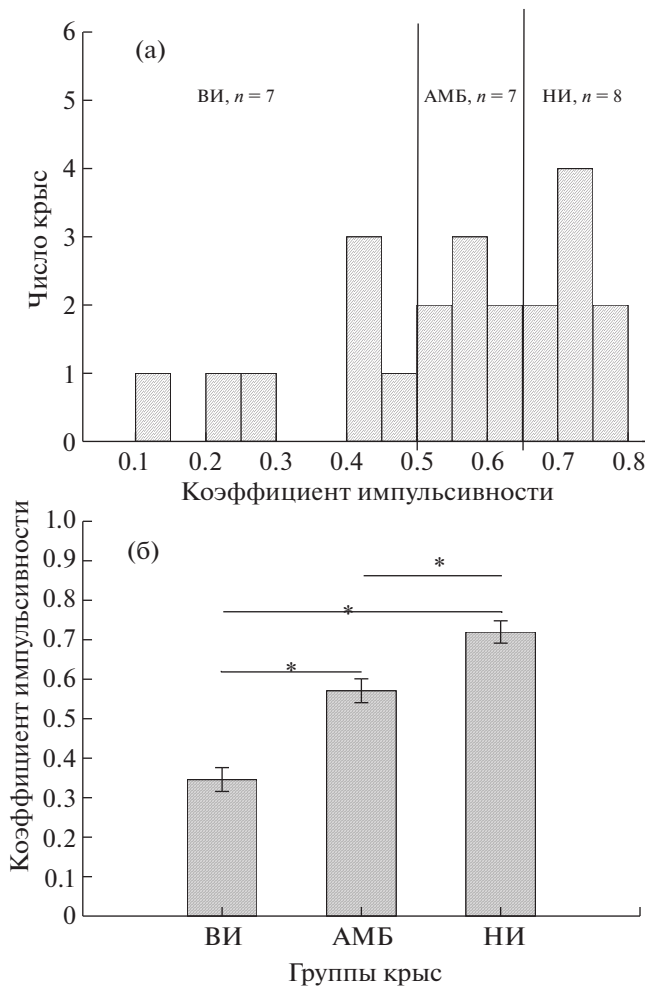 6
(а)
5
ВИ, n = 7
АМБ, n = 7
НИ, n = 8
4
3
2
1
0
Число крыс
0.1 0.2 0.3 0.4 0.5 0.6 0.7 0.8
Коэффициент импульсивности
1.0
(б)
0.9
*
0.8
*
0.7
*
0.6
0.5
0.4
0.3
0.2
0.1
0
Коэффициент импульсивности
ВИ АМБ НИ
Группы крыс